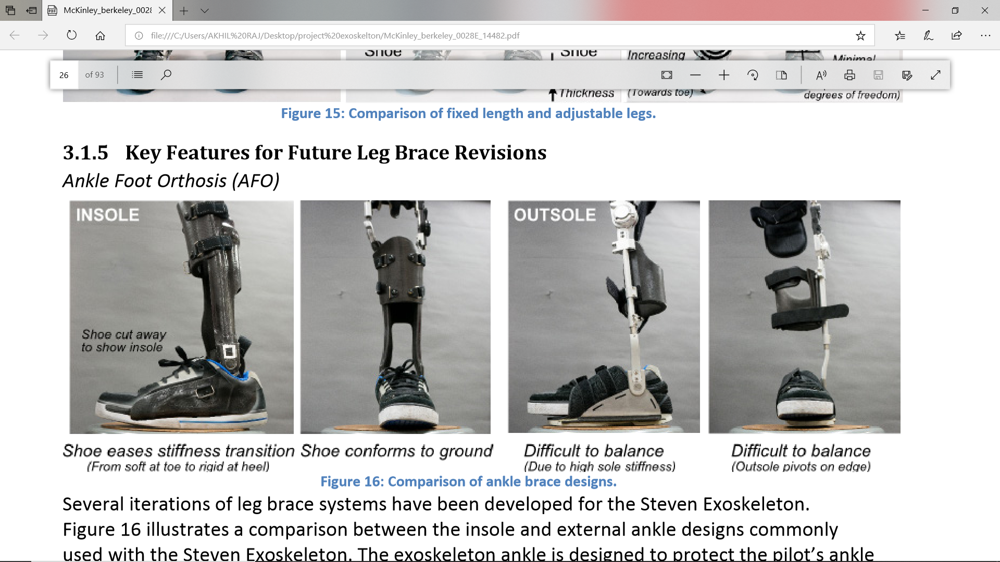 McKinley_berkeley_0028
file:///C:/Users/AKHIL%20RAJ/Desktop/project%20exoskelton/McKinley_berkeley_0028E_14482.pdf
Shoe
Shoe
Increasing
Minimal
26 of 93
Thickness
(Towards toe)
degrees of freedom)
Figure 15: Comparison of fixed length and adjustable legs.
3.1.5 Key Features for Future Leg Brace Revisions
Ankle Foot Orthosis (AFO)
INSOLE
OUTSOLE
Shoe cut away
to show insole
Shoe eases stiffness transition
(From soft at toe to rigid at heel)
Shoe conforms to ground
Difficult to balance
(Due to high sole stiffness)
Difficult to balance
(Outsole pivots on edge)
Figure 16: Comparison of ankle brace designs.
Several iterations of leg brace systems have been developed for the Steven Exoskeleton.
Figure 16 illustrates a comparison between the insole and external ankle designs commonly
used with the Steven Exoskeleton. The exoskeleton ankle is designed to protect the pilot’s ankle